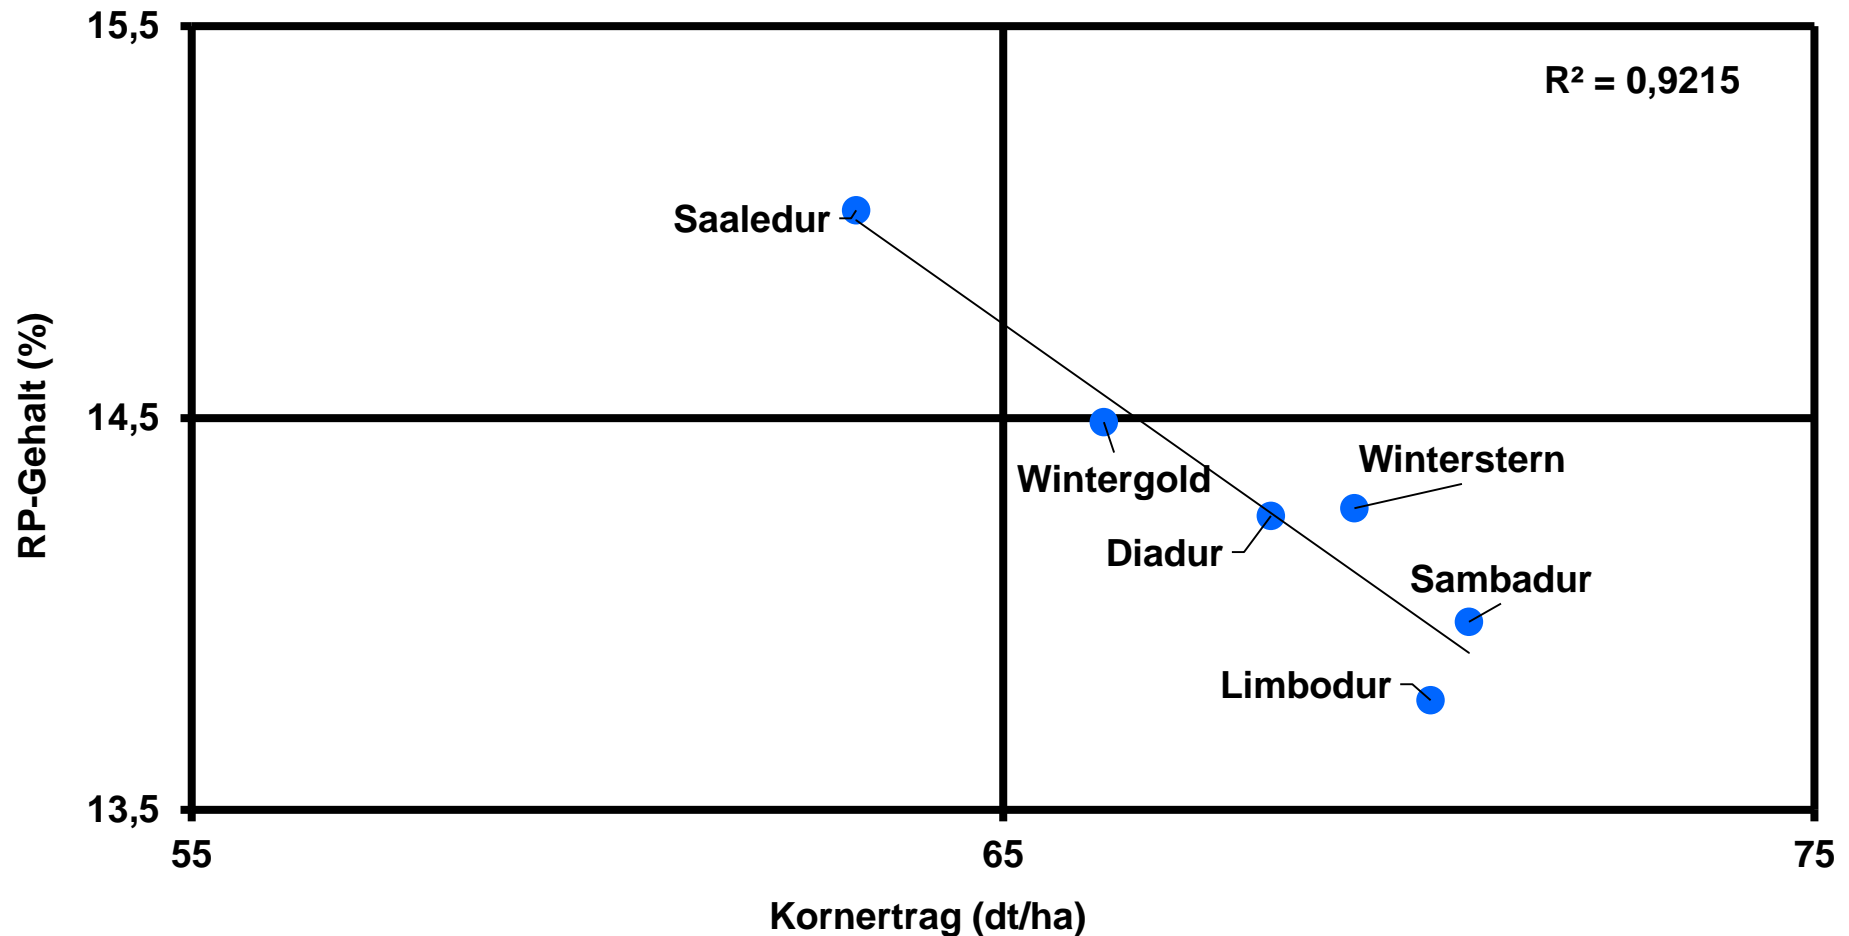 15,5
R² = 0,9215
Saaledur
RP-Gehalt (%)
14,5
Winterstern
Wintergold
Diadur
Sambadur
Limbodur
13,5
55 65 75
Kornertrag (dt/ha)